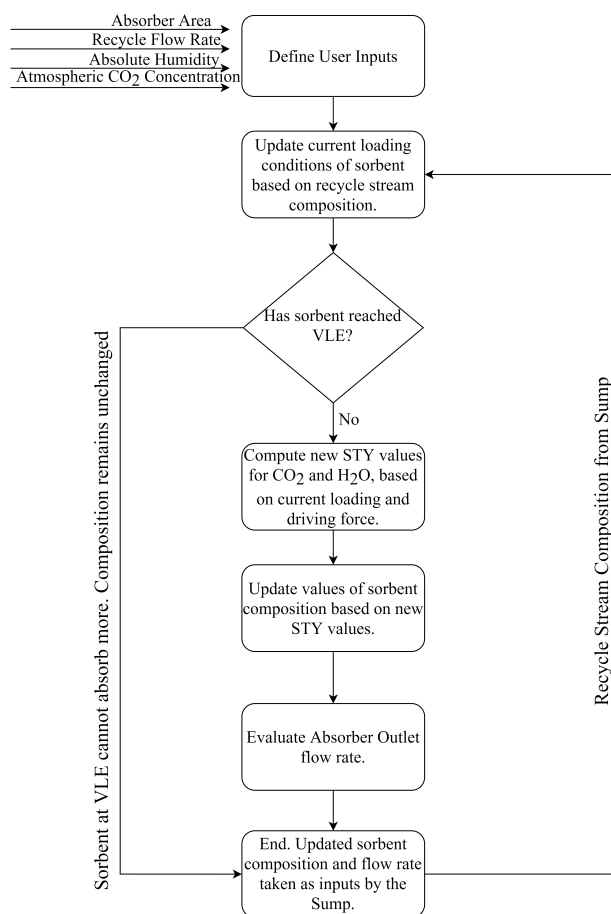 Absorber Area
Recycle Flow Rate
Absolute Humidity
Atmospheric CO2 Concentration
Define User Inputs
Update current loading
conditions of sorbent
based on recycle stream
composition.
Has sorbent reached
VLE?
No
Compute new STY values
for CO2 and H2O, based
on current loading and
driving force.
Update values of sorbent
composition based on new
STY values.
Evaluate Absorber Outlet
flow rate.
End. Updated sorbent
composition and flow rate
taken as inputs by the
Sump.
Sorbent at VLE cannot absorb more. Composition remains unchanged
Recycle Stream Composition from Sump